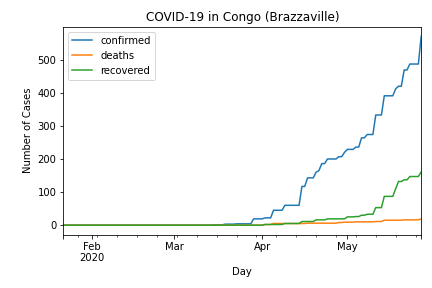 COVID-19 in Congo (Brazzaville)
confirmed
deaths
recovered
Number of Cases
500
400
300
200
100
0
Feb
2020
Mar
Apr
May
Day